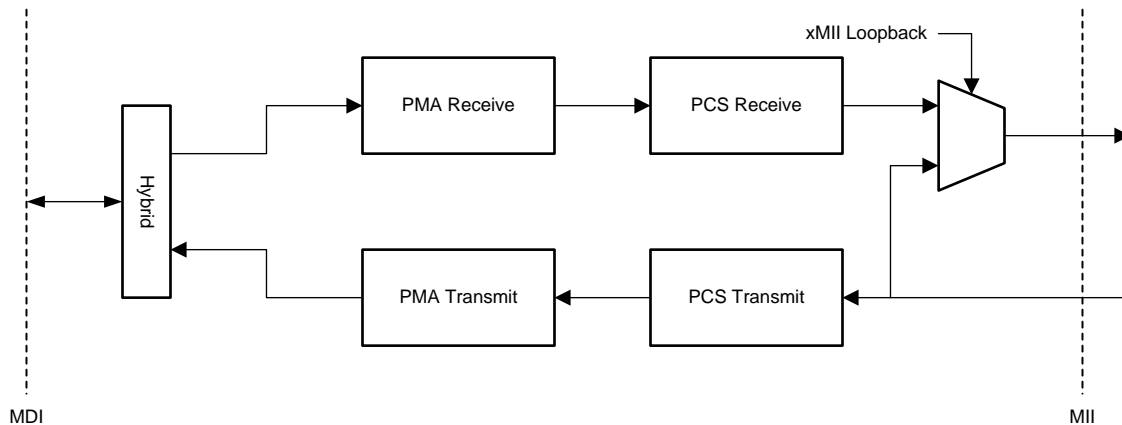 xMII Loopback
PMA Receive
PCS Receive
Hybrid
PMA Transmit
PCS Transmit
MDI
MII